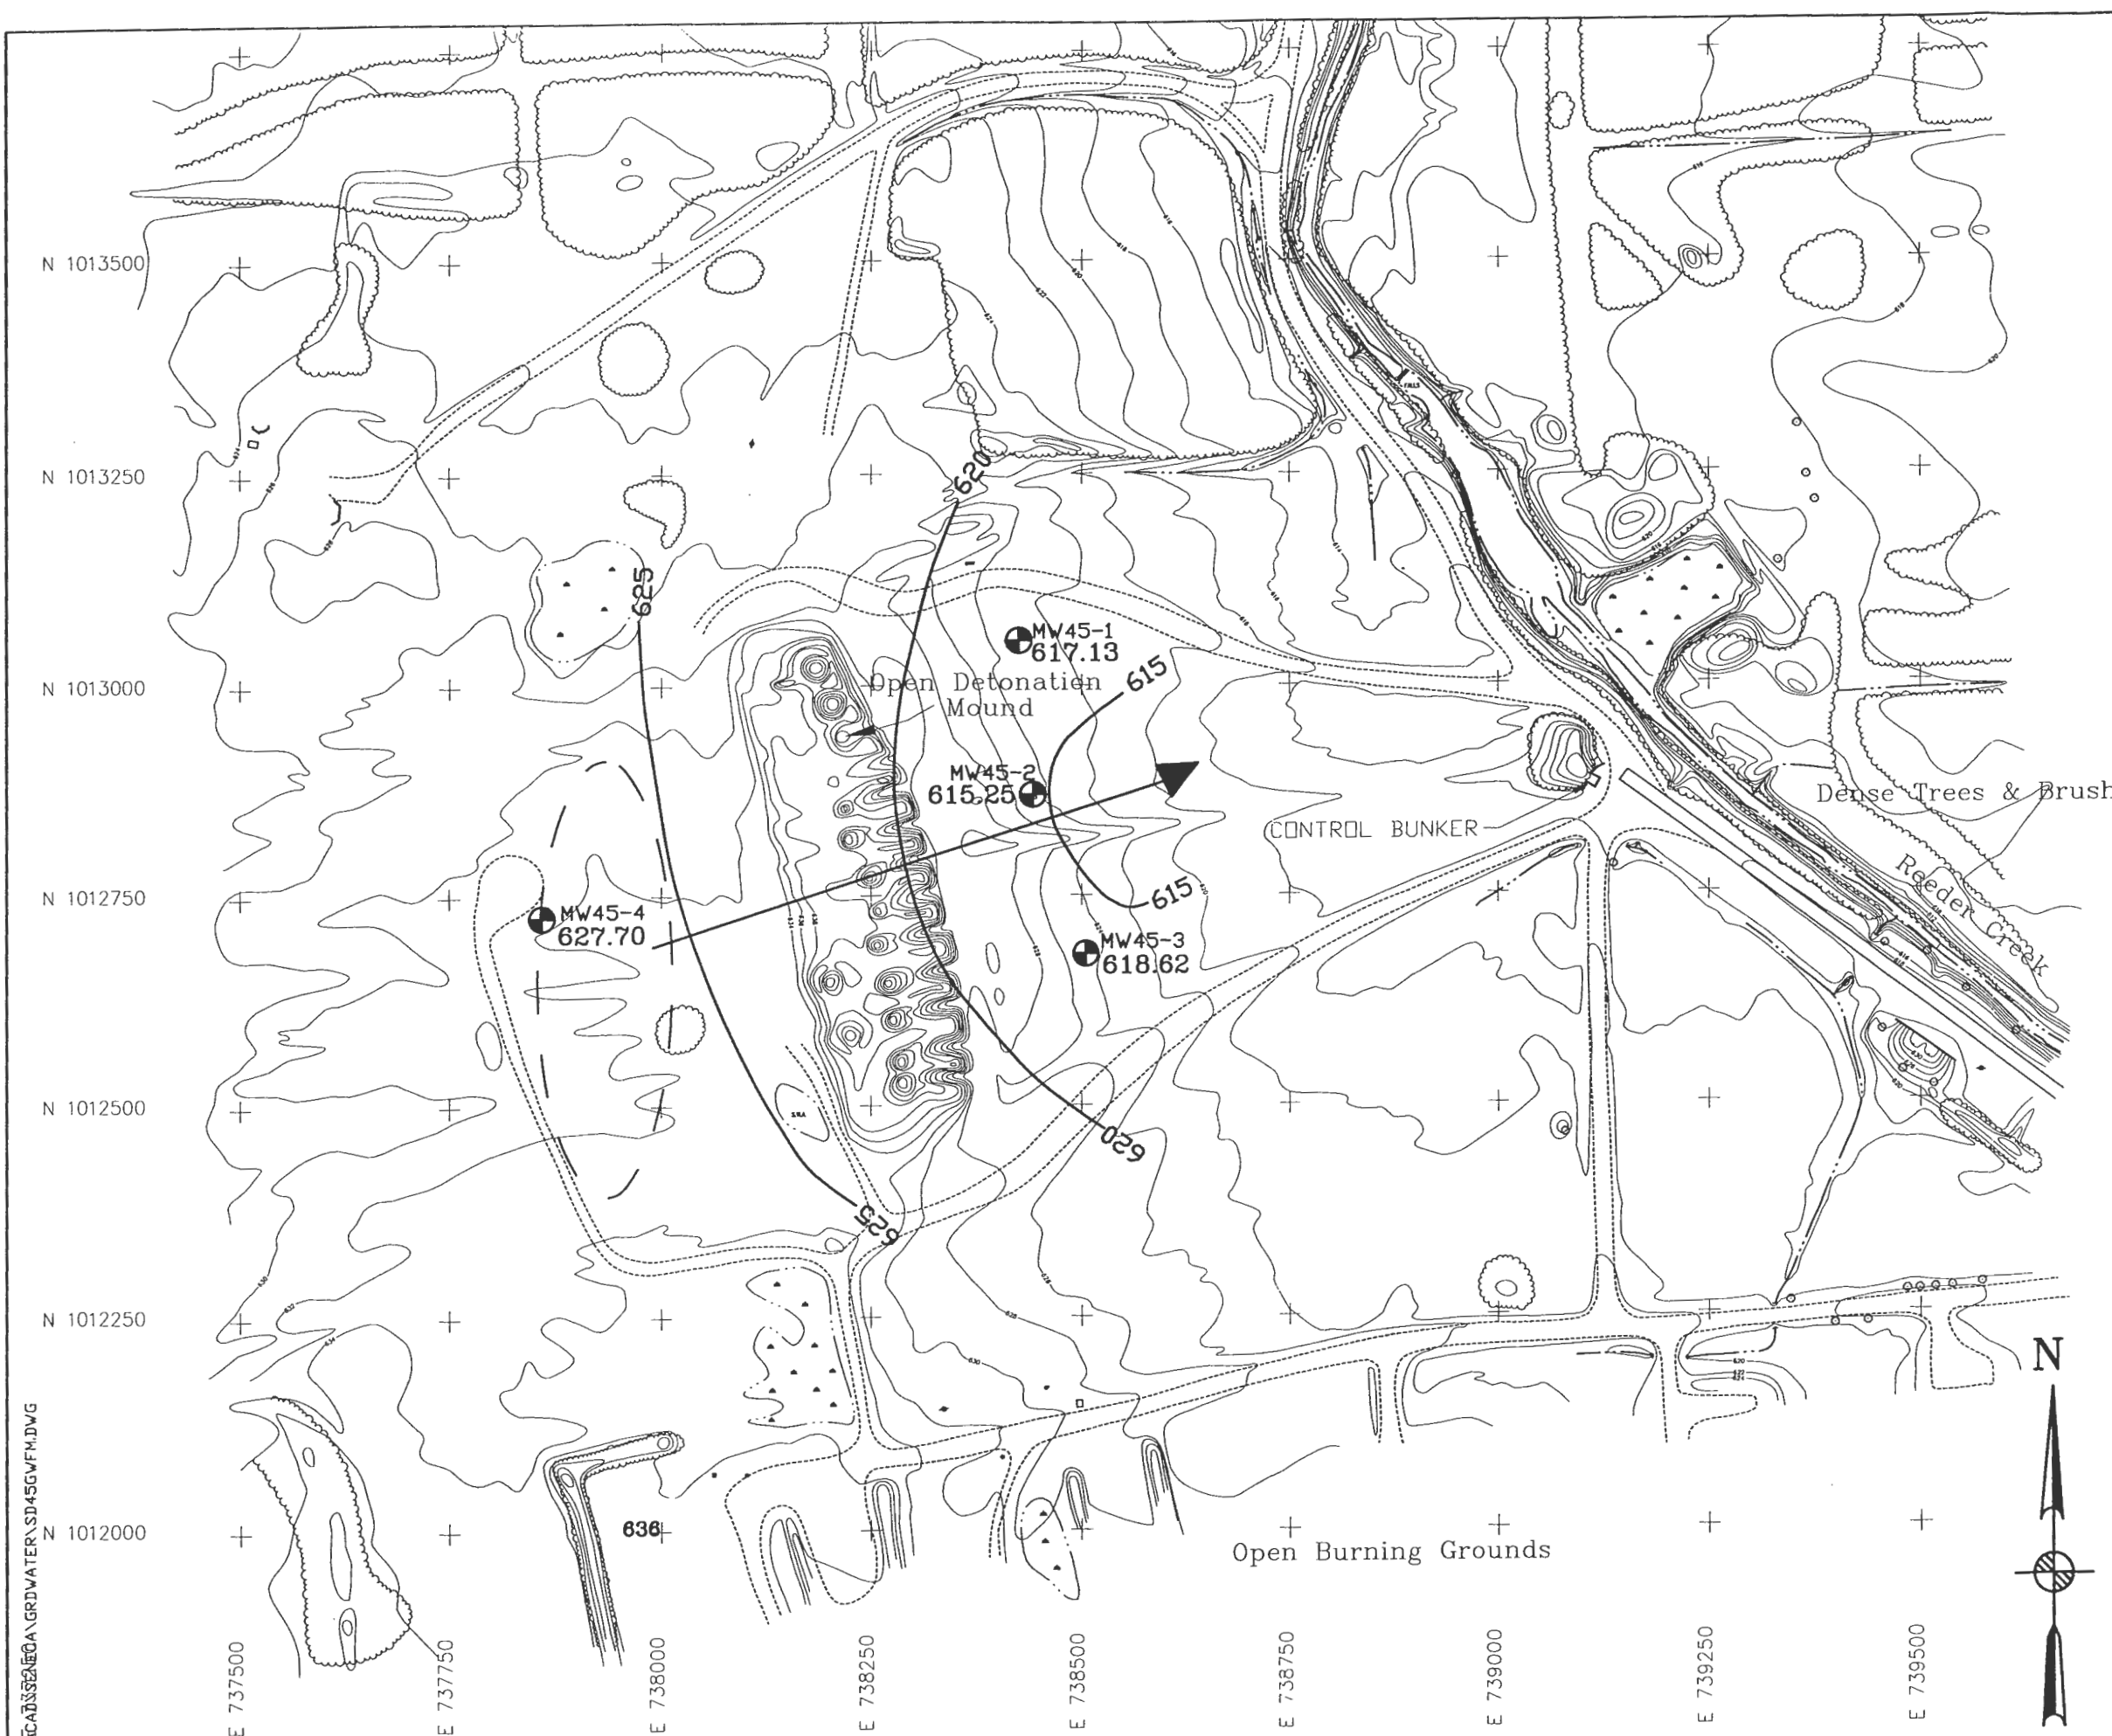 N 1013500
FALLS
N 1013250
620
625
MW45-1
617.13
N 1013000
Open Detonation
Mound
615
MW45-2
615.25
Dense Trees & Brush
CONTROL BUNKER
Reeder Creek
N 1012750
MW45-4
627.70
615
MW45-3
618.62
N 1012500
620
625
N 1012250
N
N 1012000
636
Open Burning Grounds
E 737500
E 737750
E 738000
E 738250
E 738500
E 738750
E 739000
E 739250
E 739500